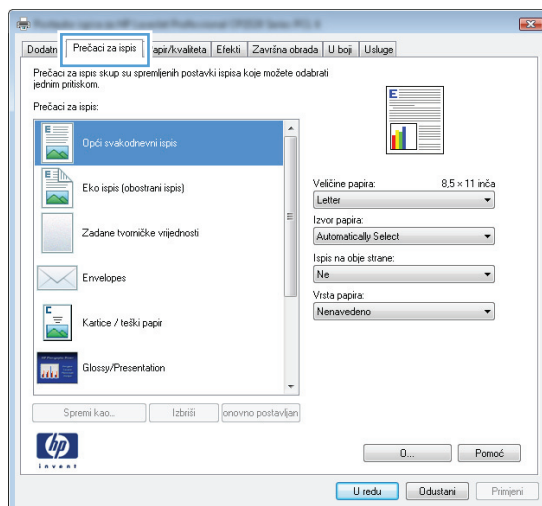 Dodatn Prečaci za ispis apir/kvaliteta Efekti Završna obrada U boji Usluge
Prečaci za ispis skup su spremljenih postavki ispisa koje možete odabrati
jednim pritiskom.
Prečaci za ispis:
Opći svakodnevni ispis
Eko ispis (obostrani ispis)
Zadane tvorničke vrijednosti
Envelopes
Kartice / teški papir
Glossy/Presentation
Veličine papira: 8,5 × 11 inča
Letter
Izvor papira:
Automatically Select
Ispis na obje strane:
Ne
Vrsta papira:
Nenavedeno
Spremi kao... Izbriši onovno postavljan
hp
invent
O... Pomoć
U redu Odustani Primjeni